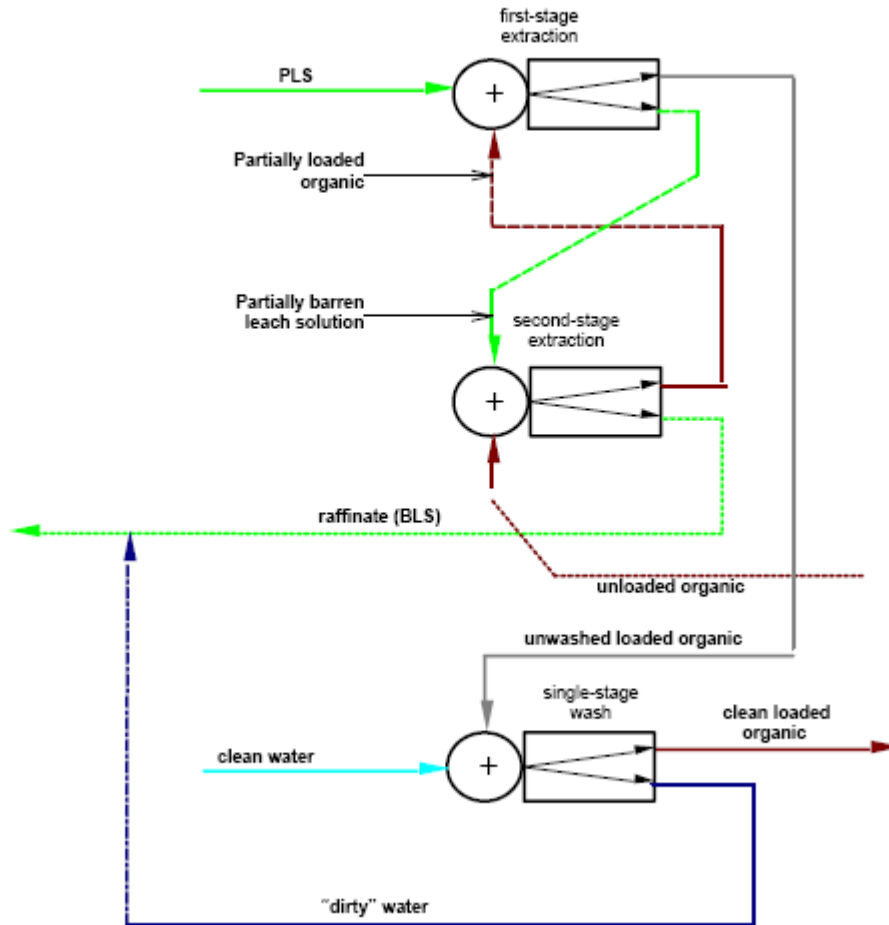 first-stage
extraction
PLS
Partially loaded
organic
Partially barren
leach solution
second-stage
extraction
raffinate (BLS)
unloaded organic
unwashed loaded organic
single-stage
wash
clean loaded
organic
clean water
"dirty" water